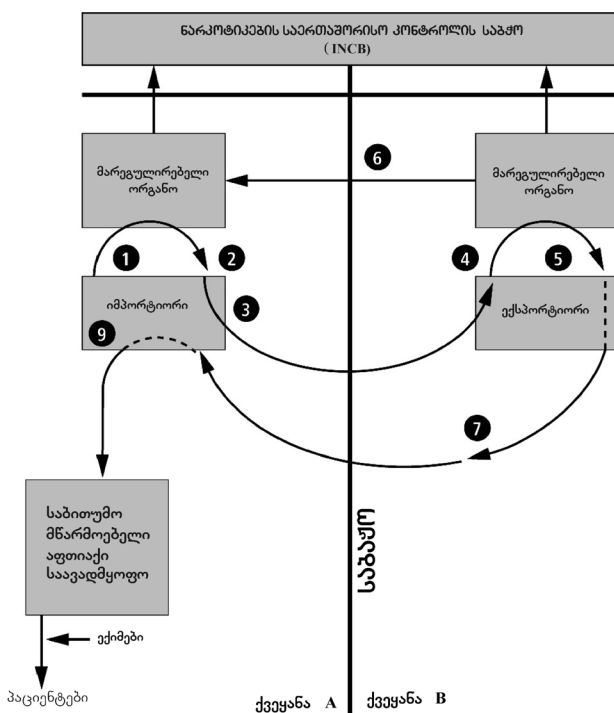 ნარკოტიკების საერთაშორისო კონტროლის საბჭო
(INCB)
მარეგულირებელი
ორგანო
6
მარეგულირებელი
ორგანო
1
2
4
5
იმპორტიორი
3
ექსპორტიორი
9
7
საბითუმო
მწარმოებელი
აფთიაქი
საავადმყოფო
საბაჟო
ექიმები
პაციენტები
ქვეყანა A
ქვეყანა B